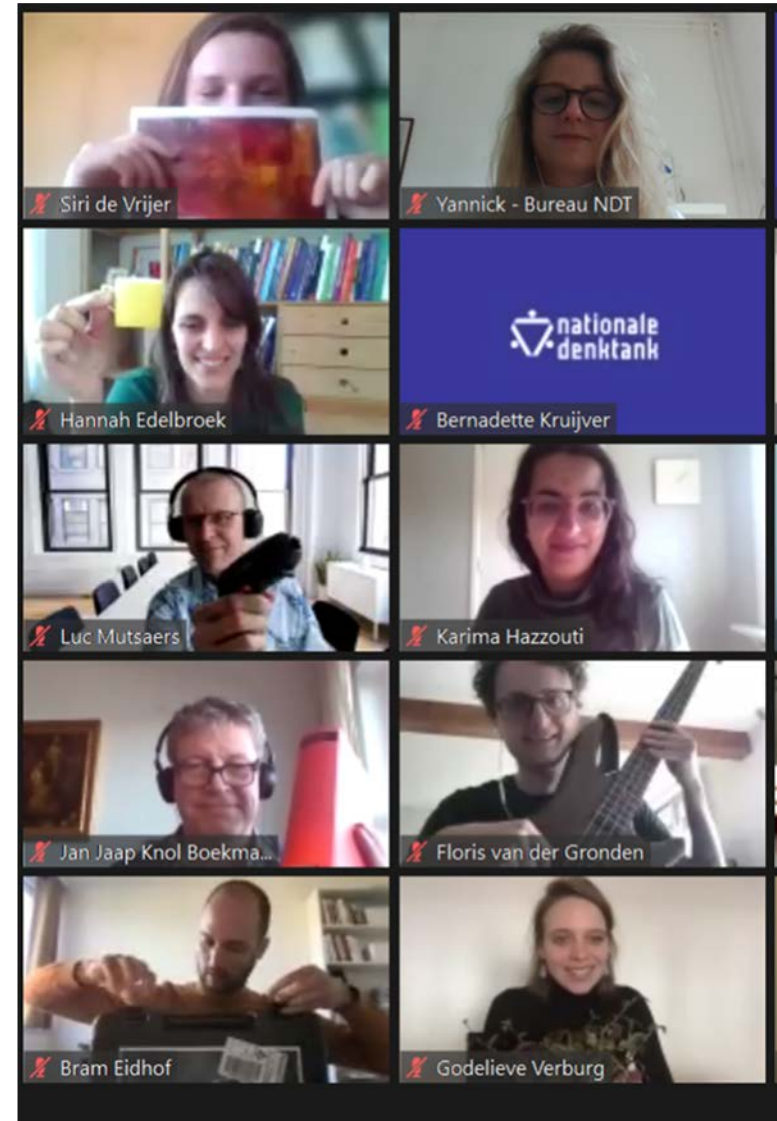 Siri de Vrijer
Yannick - Bureau NDT
Hannah Edelbroek
nationale
denktank
Bernadette Kruijver
Luc Mutsaers
Karima Hazzouti
Jan Jaap Knol Boekma...
Floris van der Gronden
Bram Eidhof
Godelieve Verburg